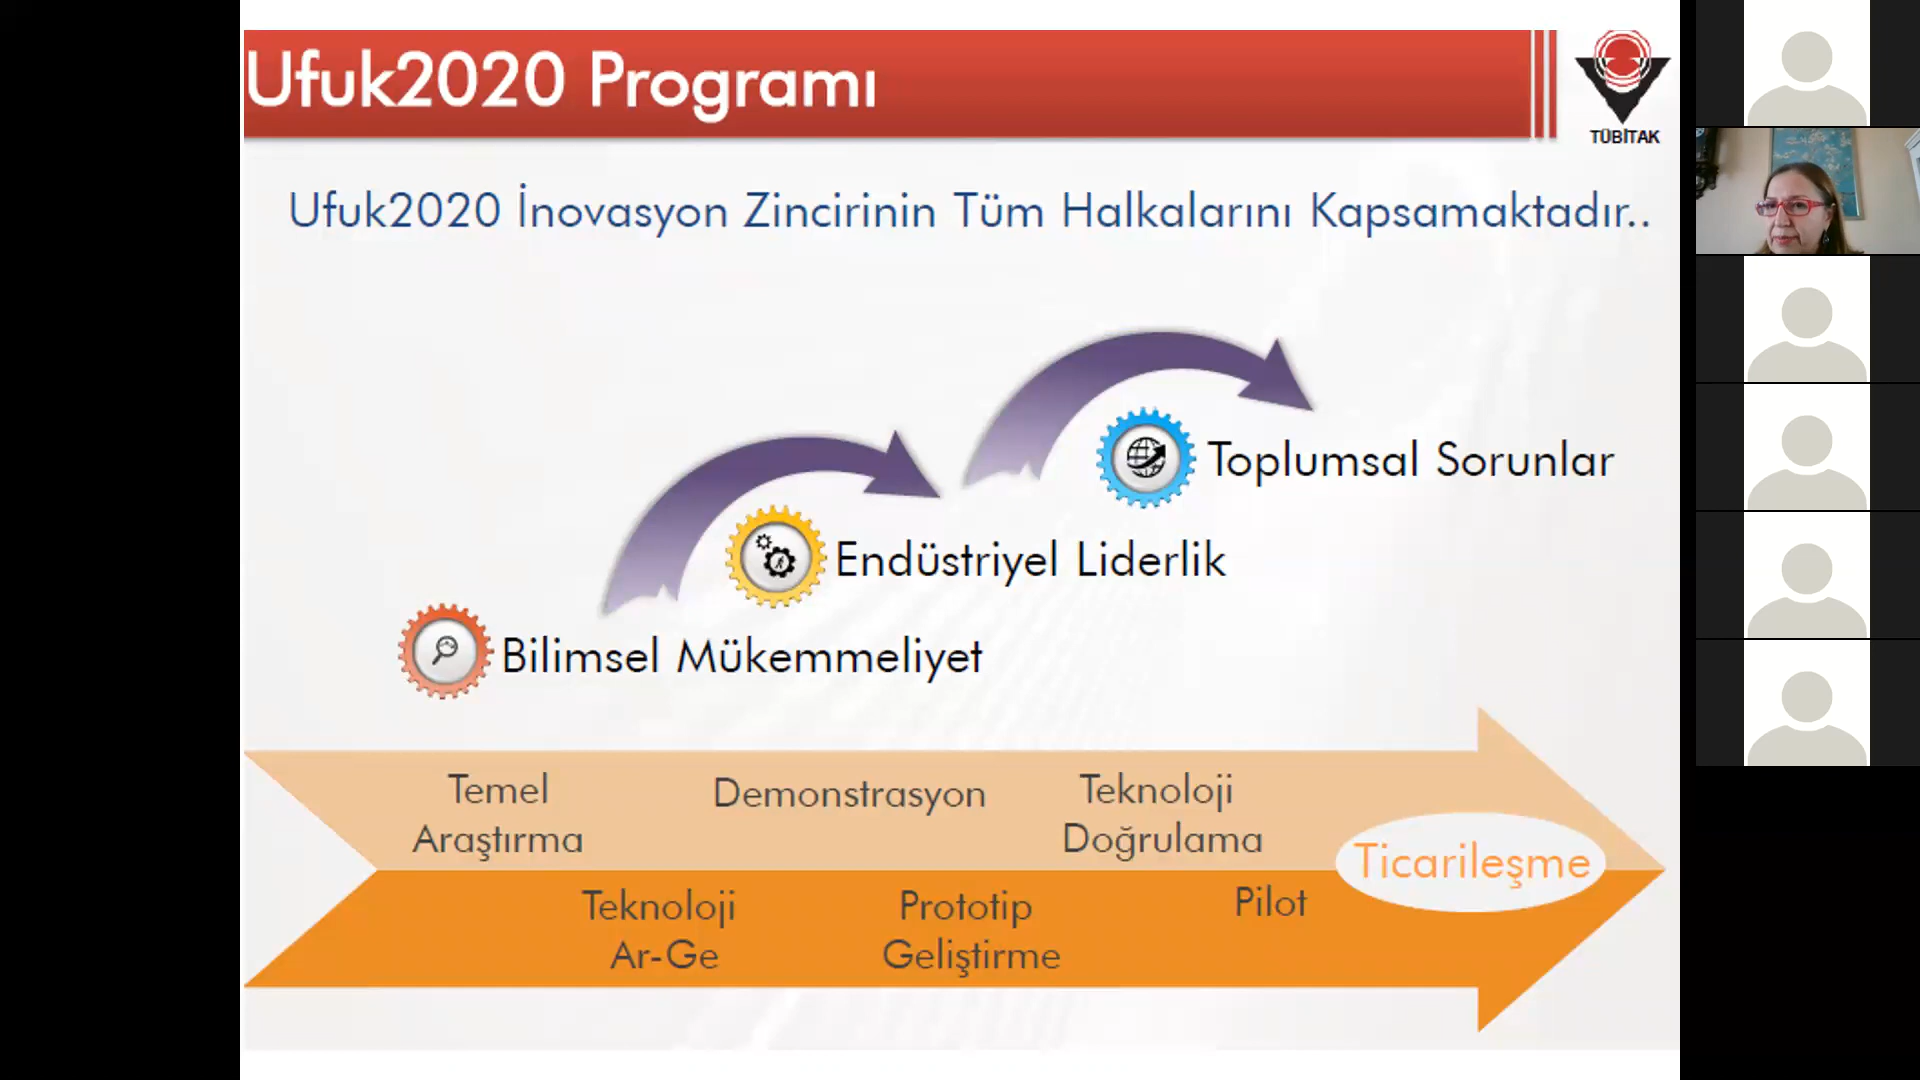 Ufuk2020 Programı
TÜBİTAK
Ufuk2020 İnovasyon Zincirinin Tüm Halkalarını Kapsamaktadır..
Toplumsal Sorunlar
Endüstriyel Liderlik
Bilimsel Mükemmeliyet
Temel
Araştırma
Demonstrasyon
Teknoloji
Doğrulama
Ticarileşme
Teknoloji
Ar-Ge
Prototip
Geliştirme
Pilot